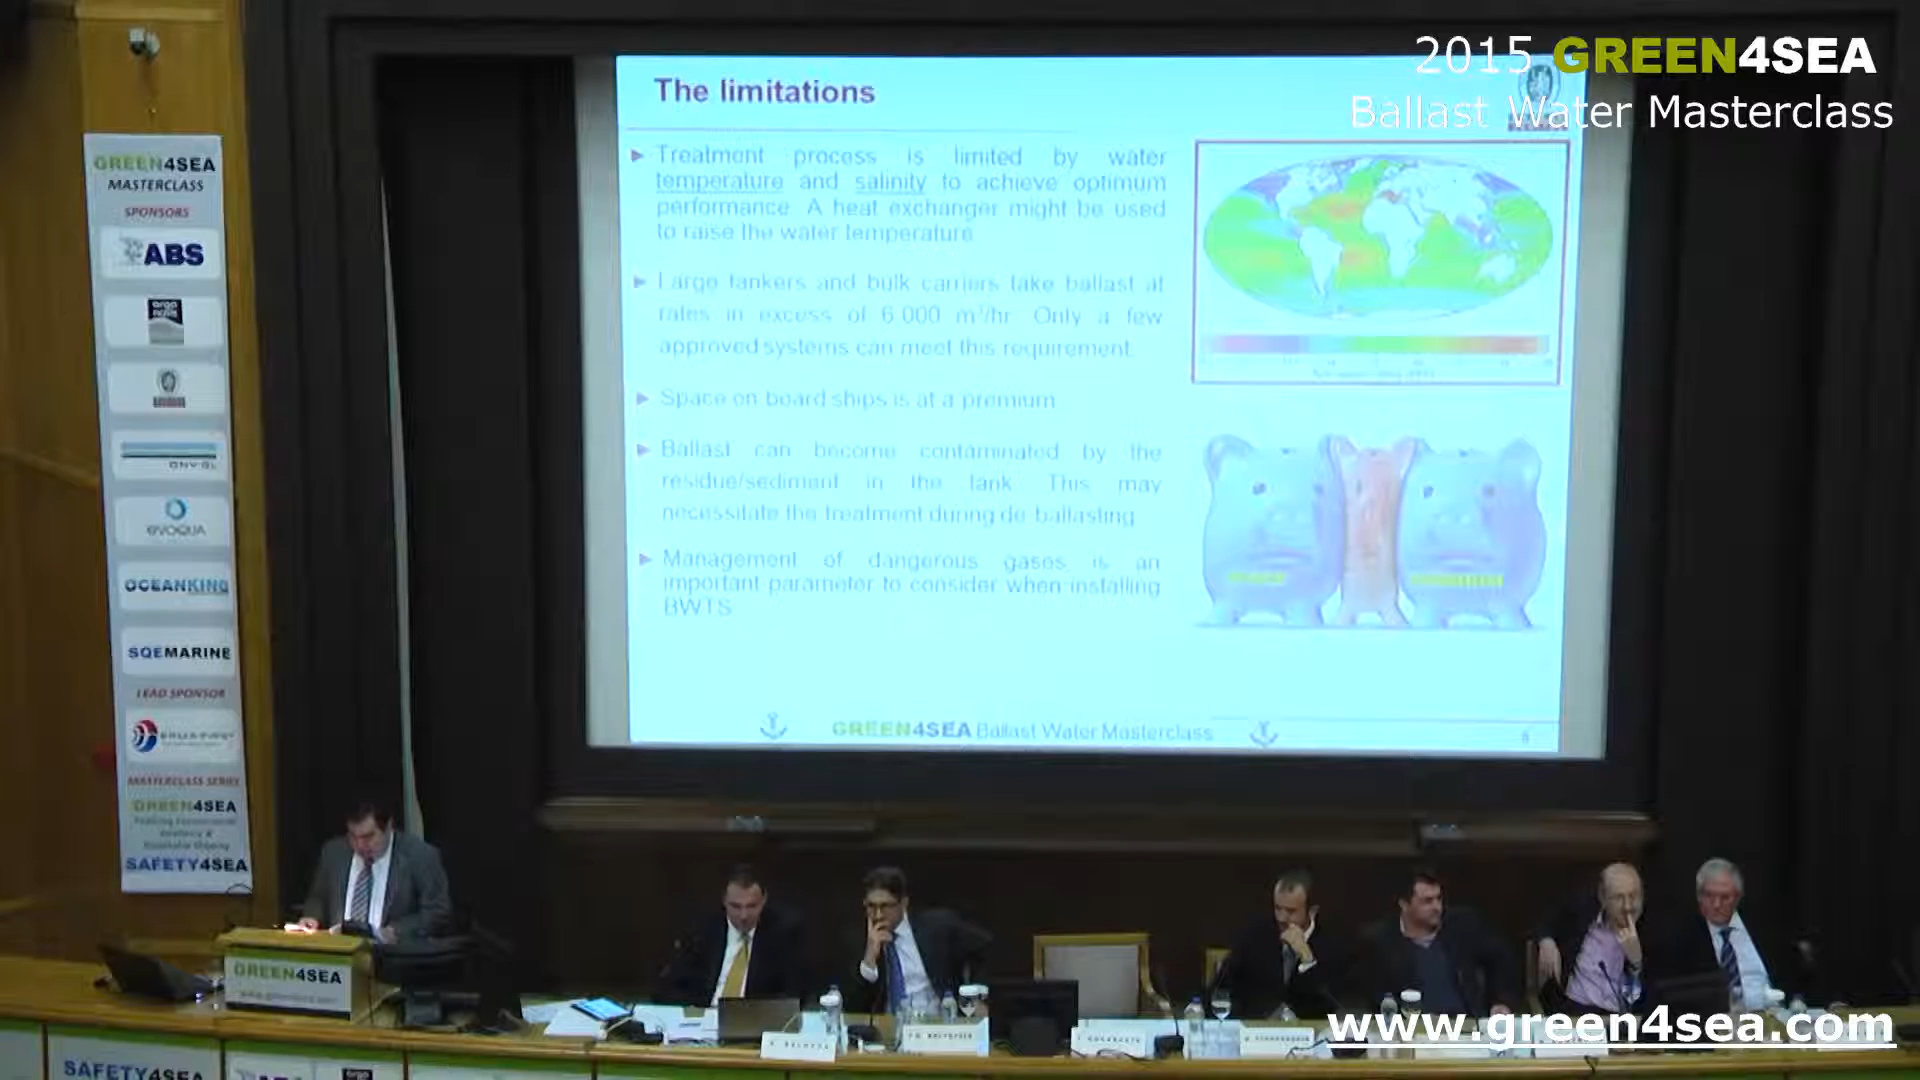 2015 GREEN4SEA
Ballast Water Masterclass
The limitations
Treatment process is limited by water
temperature and salinity to achieve optimum
performance. A heat exchanger might be used
to raise the water temperature.
Large tankers and bulk carriers take ballast at
rates in excess of 6.000 m³/hr. Only a few
approved systems can meet this requirement.
Space on board ships is at a premium.
Ballast can become contaminated by the
residue/sediment in the tank. This may
necessitate the treatment during de-ballasting.
Management of dangerous gases is an
important parameter to consider when installing
BWTS.
GREEN4SEA Ballast Water Masterclass
GREEN4SEA
MASTERCLASS
SPONSORS
ABS
DNV·GL
EVOQUA
OCEANKING
SQEMARINE
LEAD SPONSOR
MASTERCLASS SERIES
GREEN4SEA
SAFETY4SEA
GREEN4SEA
SAFETY4SEA
www.green4sea.com